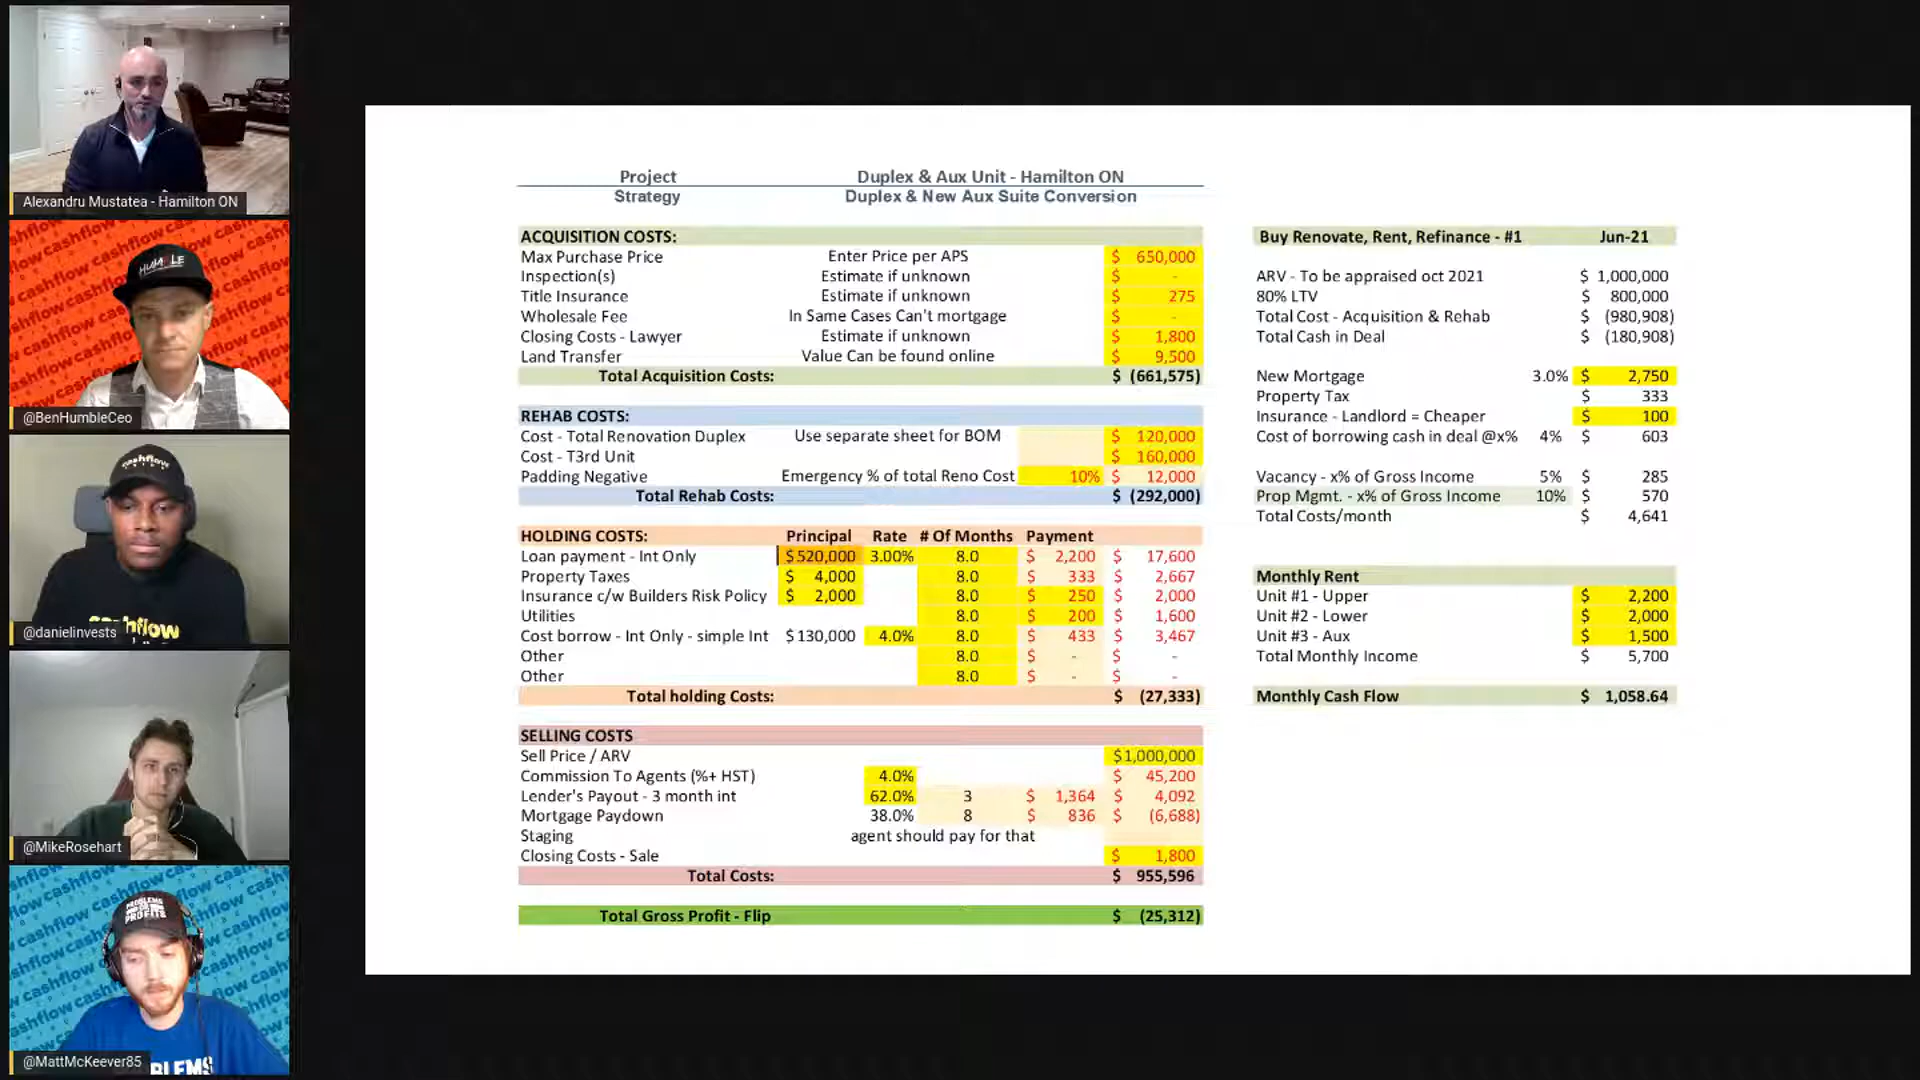 Alexandru Mustatea - Hamilton ON
@BenHumbleCeo
@danielinvests
@MikeRosehart
@MattMcKeever85
HUMBLE
cashflow
cashflow
PROBLEMS
PROFITS
BLEMS
Project Duplex & Aux Unit - Hamilton ON
Strategy Duplex & New Aux Suite Conversion
ACQUISITION COSTS:
Max Purchase Price Enter Price per APS $ 650,000
Inspection(s) Estimate if unknown $ -
Title Insurance Estimate if unknown $ 275
Wholesale Fee In Same Cases Can't mortgage $ -
Closing Costs - Lawyer Estimate if unknown $ 1,800
Land Transfer Value Can be found online $ 9,500
Total Acquisition Costs: $ (661,575)
REHAB COSTS:
Cost - Total Renovation Duplex Use separate sheet for BOM $ 120,000
Cost - T3rd Unit $ 160,000
Padding Negative Emergency % of total Reno Cost 10% $ 12,000
Total Rehab Costs: $ (292,000)
HOLDING COSTS: Principal Rate # Of Months Payment
Loan payment - Int Only $520,000 3.00% 8.0 $ 2,200 $ 17,600
Property Taxes $ 4,000 8.0 $ 333 $ 2,667
Insurance c/w Builders Risk Policy $ 2,000 8.0 $ 250 $ 2,000
Utilities 8.0 $ 200 $ 1,600
Cost borrow - Int Only - simple Int $130,000 4.0% 8.0 $ 433 $ 3,467
Other 8.0 $ - $ -
Other 8.0 $ - $ -
Total holding Costs: $ (27,333)
SELLING COSTS
Sell Price / ARV $1,000,000
Commission To Agents (%+ HST) 4.0% $ 45,200
Lender's Payout - 3 month int 62.0% 3 $ 1,364 $ 4,092
Mortgage Paydown 38.0% 8 $ 836 $ (6,688)
Staging agent should pay for that
Closing Costs - Sale $ 1,800
Total Costs: $ 955,596
Total Gross Profit - Flip $ (25,312)
Buy Renovate, Rent, Refinance - #1 Jun-21
ARV - To be appraised oct 2021 $ 1,000,000
80% LTV $ 800,000
Total Cost - Acquisition & Rehab $ (980,908)
Total Cash in Deal $ (180,908)
New Mortgage 3.0% $ 2,750
Property Tax $ 333
Insurance - Landlord = Cheaper $ 100
Cost of borrowing cash in deal @x% 4% $ 603
Vacancy - x% of Gross Income 5% $ 285
Prop Mgmt. - x% of Gross Income 10% $ 570
Total Costs/month $ 4,641
Monthly Rent
Unit #1 - Upper $ 2,200
Unit #2 - Lower $ 2,000
Unit #3 - Aux $ 1,500
Total Monthly Income $ 5,700
Monthly Cash Flow $ 1,058.64